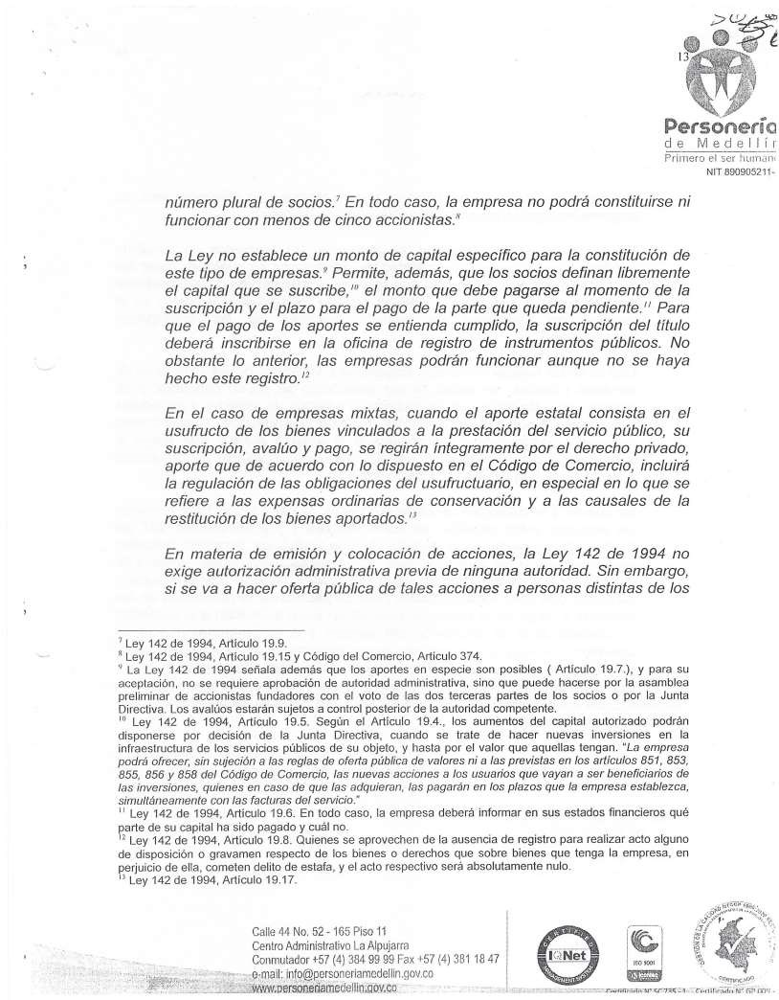 13
Personería
de Medellín
Primero el ser human
NIT 890905211-
número plural de socios.⁷ En todo caso, la empresa no podrá constituirse ni
funcionar con menos de cinco accionistas.⁸
La Ley no establece un monto de capital específico para la constitución de
este tipo de empresas.⁹ Permite, además, que los socios definan libremente
el capital que se suscribe,¹⁰ el monto que debe pagarse al momento de la
suscripción y el plazo para el pago de la parte que queda pendiente.¹¹ Para
que el pago de los aportes se entienda cumplido, la suscripción del título
deberá inscribirse en la oficina de registro de instrumentos públicos. No
obstante lo anterior, las empresas podrán funcionar aunque no se haya
hecho este registro.¹²
En el caso de empresas mixtas, cuando el aporte estatal consista en el
usufructo de los bienes vinculados a la prestación del servicio público, su
suscripción, avalúo y pago, se regirán íntegramente por el derecho privado,
aporte que de acuerdo con lo dispuesto en el Código de Comercio, incluirá
la regulación de las obligaciones del usufructuario, en especial en lo que se
refiere a las expensas ordinarias de conservación y a las causales de la
restitución de los bienes aportados.¹³
En materia de emisión y colocación de acciones, la Ley 142 de 1994 no
exige autorización administrativa previa de ninguna autoridad. Sin embargo,
si se va a hacer oferta pública de tales acciones a personas distintas de los
⁷ Ley 142 de 1994, Artículo 19.9.
⁸ Ley 142 de 1994, Artículo 19.15 y Código del Comercio, Artículo 374.
⁹ La Ley 142 de 1994 señala además que los aportes en especie son posibles ( Artículo 19.7.), y para su
aceptación, no se requiere aprobación de autoridad administrativa, sino que puede hacerse por la asamblea
preliminar de accionistas fundadores con el voto de las dos terceras partes de los socios o por la Junta
Directiva. Los avalúos estarán sujetos a control posterior de la autoridad competente.
¹⁰ Ley 142 de 1994, Artículo 19.5. Según el Artículo 19.4., los aumentos del capital autorizado podrán
disponerse por decisión de la Junta Directiva, cuando se trate de hacer nuevas inversiones en la
infraestructura de los servicios públicos de su objeto, y hasta por el valor que aquellas tengan. "La empresa
podrá ofrecer, sin sujeción a las reglas de oferta pública de valores ni a las previstas en los artículos 851, 853,
855, 856 y 858 del Código de Comercio, las nuevas acciones a los usuarios que vayan a ser beneficiarios de
las inversiones, quienes en caso de que las adquieran, las pagarán en los plazos que la empresa establezca,
simultáneamente con las facturas del servicio."
¹¹ Ley 142 de 1994, Artículo 19.6. En todo caso, la empresa deberá informar en sus estados financieros qué
parte de su capital ha sido pagado y cuál no.
¹² Ley 142 de 1994, Artículo 19.8. Quienes se aprovechen de la ausencia de registro para realizar acto alguno
de disposición o gravamen respecto de los bienes o derechos que sobre bienes que tenga la empresa, en
perjuicio de ella, cometen delito de estafa, y el acto respectivo será absolutamente nulo.
¹³ Ley 142 de 1994, Artículo 19.17.
Calle 44 No. 52 - 165 Piso 11
Centro Administrativo La Alpujarra
Conmutador +57 (4) 384 99 99 Fax +57 (4) 381 18 47
e-mail: info@personeriamedellin.gov.co
www.personeriamedellin.gov.co
CERTIFIED
IQNet
MANAGEMENT SYSTEM
ISO 9001
icontec
CERTIFICADO